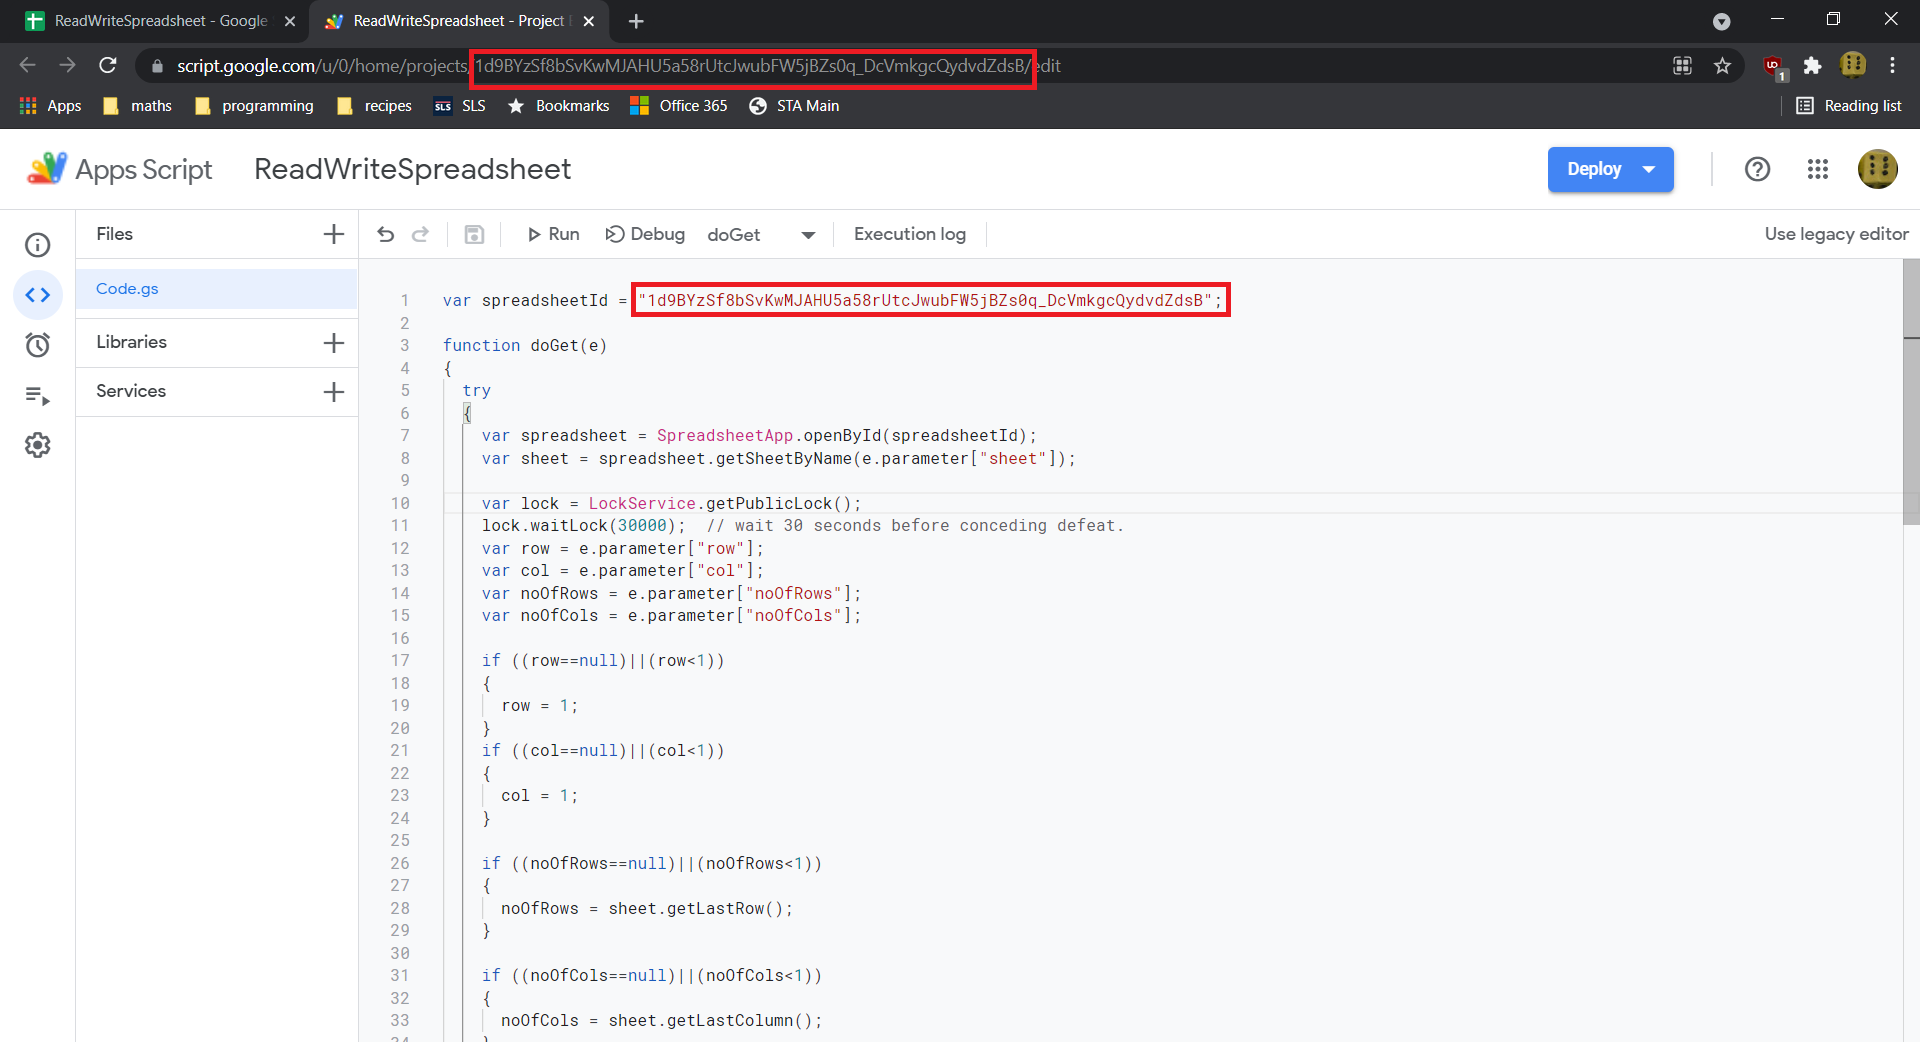 ReadWriteSpreadsheet - Google
ReadWriteSpreadsheet - Project
script.google.com/u/0/home/projects/1d9BYzSf8bSvKwMJAHU5a58rUtcJwubFW5jBZs0q_DcVmkgcQydvdZdsB/edit
1
Apps
maths
programming
recipes
SLS
SLS
Bookmarks
Office 365
STA Main
Reading list
Apps Script
ReadWriteSpreadsheet
Deploy
Files
Run
Debug
doGet
Execution log
Use legacy editor
Code.gs
Libraries
Services
1 var spreadsheetId = "1d9BYzSf8bSvKwMJAHU5a58rUtcJwubFW5jBZs0q_DcVmkgcQydvdZdsB";
2
3 function doGet(e)
4 {
5 try
6 {
7 var spreadsheet = SpreadsheetApp.openById(spreadsheetId);
8 var sheet = spreadsheet.getSheetByName(e.parameter["sheet"]);
9
10 var lock = LockService.getPublicLock();
11 lock.waitLock(30000);  // wait 30 seconds before conceding defeat.
12 var row = e.parameter["row"];
13 var col = e.parameter["col"];
14 var noOfRows = e.parameter["noOfRows"];
15 var noOfCols = e.parameter["noOfCols"];
16
17 if ((row==null)||(row<1))
18 {
19 row = 1;
20 }
21 if ((col==null)||(col<1))
22 {
23 col = 1;
24 }
25
26 if ((noOfRows==null)||(noOfRows<1))
27 {
28 noOfRows = sheet.getLastRow();
29 }
30
31 if ((noOfCols==null)||(noOfCols<1))
32 {
33 noOfCols = sheet.getLastColumn();